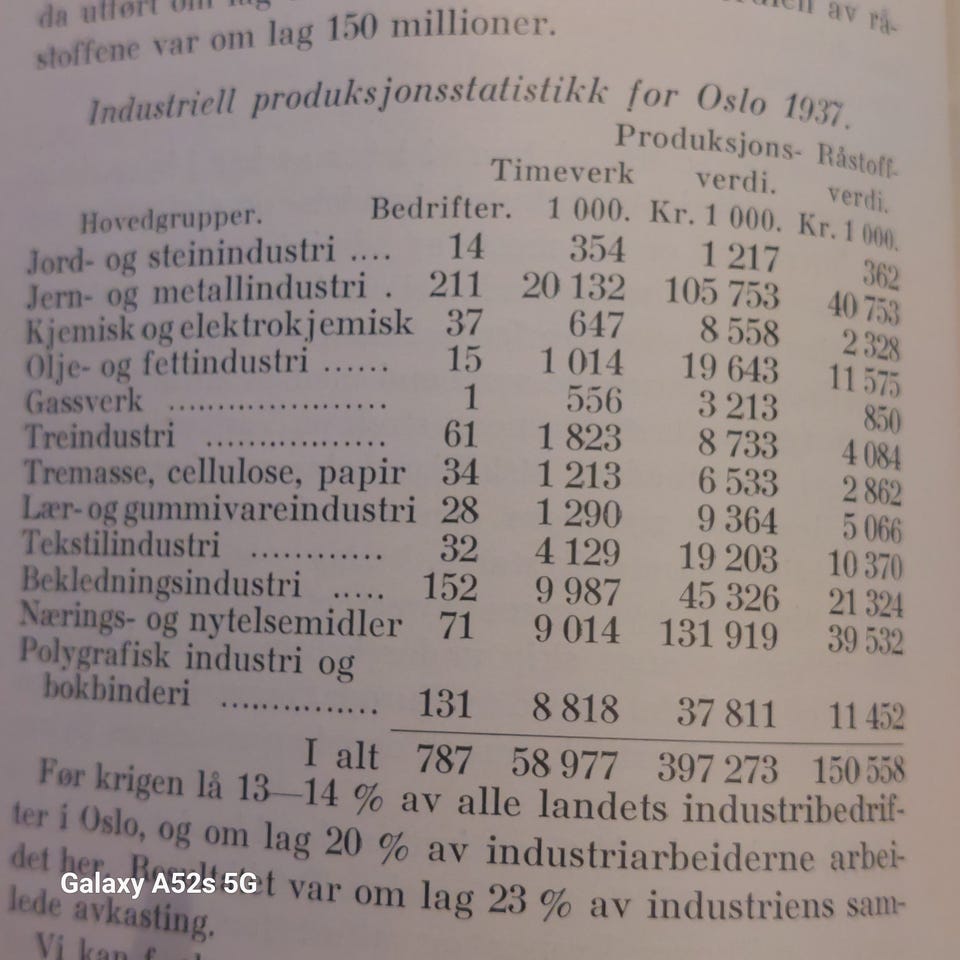 da utført om lag av rå-
stoffene var om lag 150 millioner.
Industriell produksjonsstatistikk for Oslo 1937.
Produksjons- Råstoff-
Timeverk verdi. verdi.
Hovedgrupper. Bedrifter. 1 000. Kr. 1 000. Kr. 1 000.
Jord- og steinindustri .... 14 354 1 217 362
Jern- og metallindustri . 211 20 132 105 753 40 753
Kjemisk og elektrokjemisk 37 647 8 558 2 328
Olje- og fettindustri ...... 15 1 014 19 643 11 575
Gassverk ..................... 1 556 3 213 850
Treindustri ................. 61 1 823 8 733 4 084
Tremasse, cellulose, papir 34 1 213 6 533 2 862
Lær- og gummivareindustri 28 1 290 9 364 5 066
Tekstilindustri ............ 32 4 129 19 203 10 370
Bekledningsindustri ..... 152 9 987 45 326 21 324
Nærings- og nytelsemidler 71 9 014 131 919 39 532
Polygrafisk industri og
bokbinderi ............... 131 8 818 37 811 11 452
I alt 787 58 977 397 273 150 558
Før krigen lå 13—14 % av alle landets industribedrif-
ter i Oslo, og om lag 20 % av industriarbeiderne arbei-
det her. Resultatet var om lag 23 % av industriens sam-
lede avkasting.
Vi kan
Galaxy A52s 5G